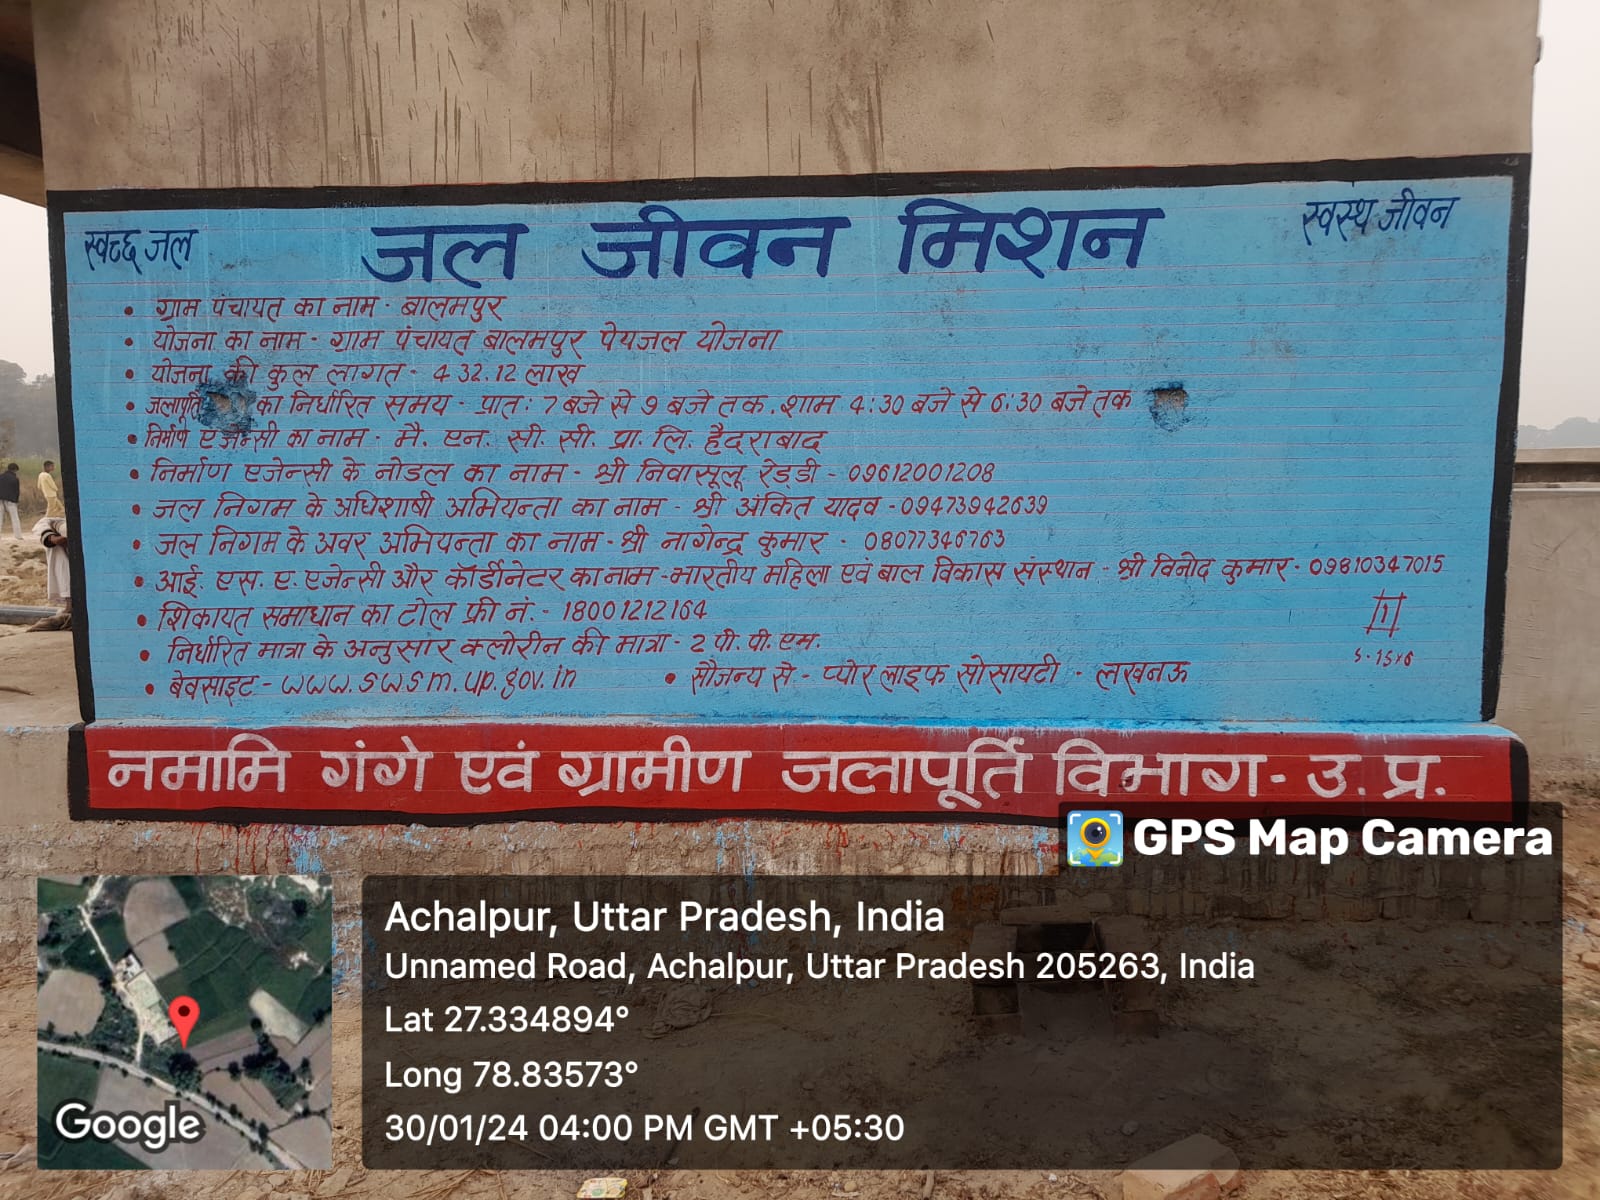 स्वच्छ जल
जल जीवन मिशन
स्वस्थ जीवन
• ग्राम पंचायत का नाम - बालमपुर
• योजना का नाम - ग्राम पंचायत बालमपुर पेयजल योजना
• योजना की कुल लागत - 432.12 लाख
• जलापूर्ति का निर्धारित समय - प्रात: 7 बजे से 9 बजे तक. शाम 4:30 बजे से 6:30 बजे तक
• निर्माण एजेन्सी का नाम - मै. एन. सी. सी. प्रा. लि. हैदराबाद
• निर्माण एजेन्सी के नोडल का नाम - श्री निवासूलू रेड्डी - 09612001208
• जल निगम के अधिशाषी अभियन्ता का नाम - श्री अंकित यादव - 09473942639
• जल निगम के अवर अभियन्ता का नाम - श्री नागेन्द्र कुमार - 08077346763
• आई. एस. ए. एजेन्सी और कॉर्डीनेटर का नाम - भारतीय महिला एवं बाल विकास संस्थान - श्री विनोद कुमार - 09810347015
• शिकायत समाधान का टोल फ्री नं. - 18001212164
• निर्धारित मात्रा के अनुसार क्लोरीन की मात्रा - 2 पी. पी. एम.
• बेवसाइट - www.swsm.up.gov.in • सौजन्य से - प्योर लाइफ सोसायटी - लखनऊ
1
5-15x6
नमामि गंगे एवं ग्रामीण जलापूर्ति विभाग - उ. प्र.
GPS Map Camera
Achalpur, Uttar Pradesh, India
Unnamed Road, Achalpur, Uttar Pradesh 205263, India
Lat 27.334894°
Long 78.83573°
30/01/24 04:00 PM GMT +05:30
Google